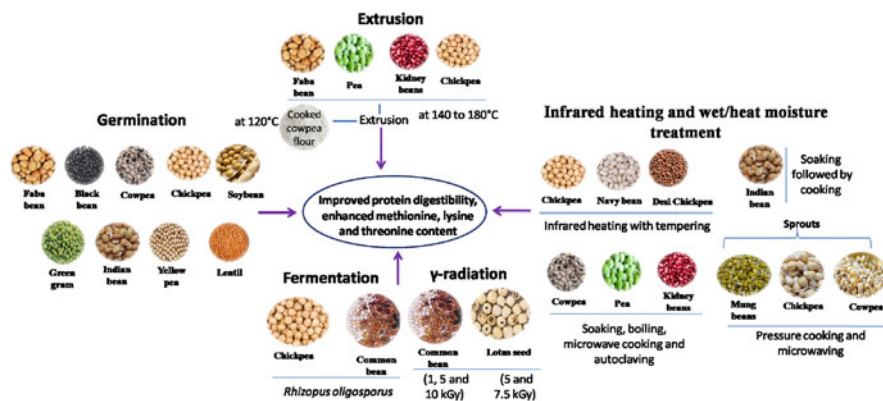 Extrusion
Faba
bean
Pea
Kidney
beans
Chickpea
at 120°C
Cooked
cowpea
flour
Extrusion
at 140 to 180°C
Germination
Faba
bean
Black
bean
Cowpea
Chickpea
Soybean
Green
gram
Indian
bean
Yellow
pea
Lentil
Improved protein digestibility,
enhanced methionine, lysine
and threonine content
Infrared heating and wet/heat moisture
treatment
Chickpea
Navy bean
Desi Chickpea
Infrared heating with tempering
Indian
bean
Soaking
followed by
cooking
Cowpea
Pea
Kidney
beans
Soaking, boiling,
microwave cooking and
autoclaving
Sprouts
Mung
beans
Chickpea
Cowpea
Pressure cooking and
microwaving
Fermentation
Chickpea
Common
bean
Rhizopus oligosporus
γ-radiation
Common
bean
Lotus seed
(1, 5 and
10 kGy)
(5 and
7.5 kGy)